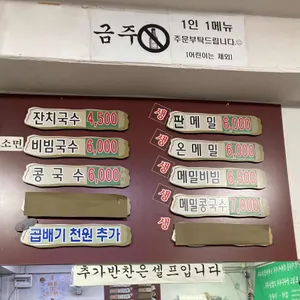 금주
1인 1메뉴
주문부탁드립니다.
(어린이는 제외)
잔치국수 4,500
소면
비빔국수 6,000
콩국수 6,000
곱배기 천원 추가
생 판메밀 6,000
생 온메밀 6,000
생 메밀비빔 6,500
생 메밀콩국수 7,000
생
추가반찬은 셀프입니다